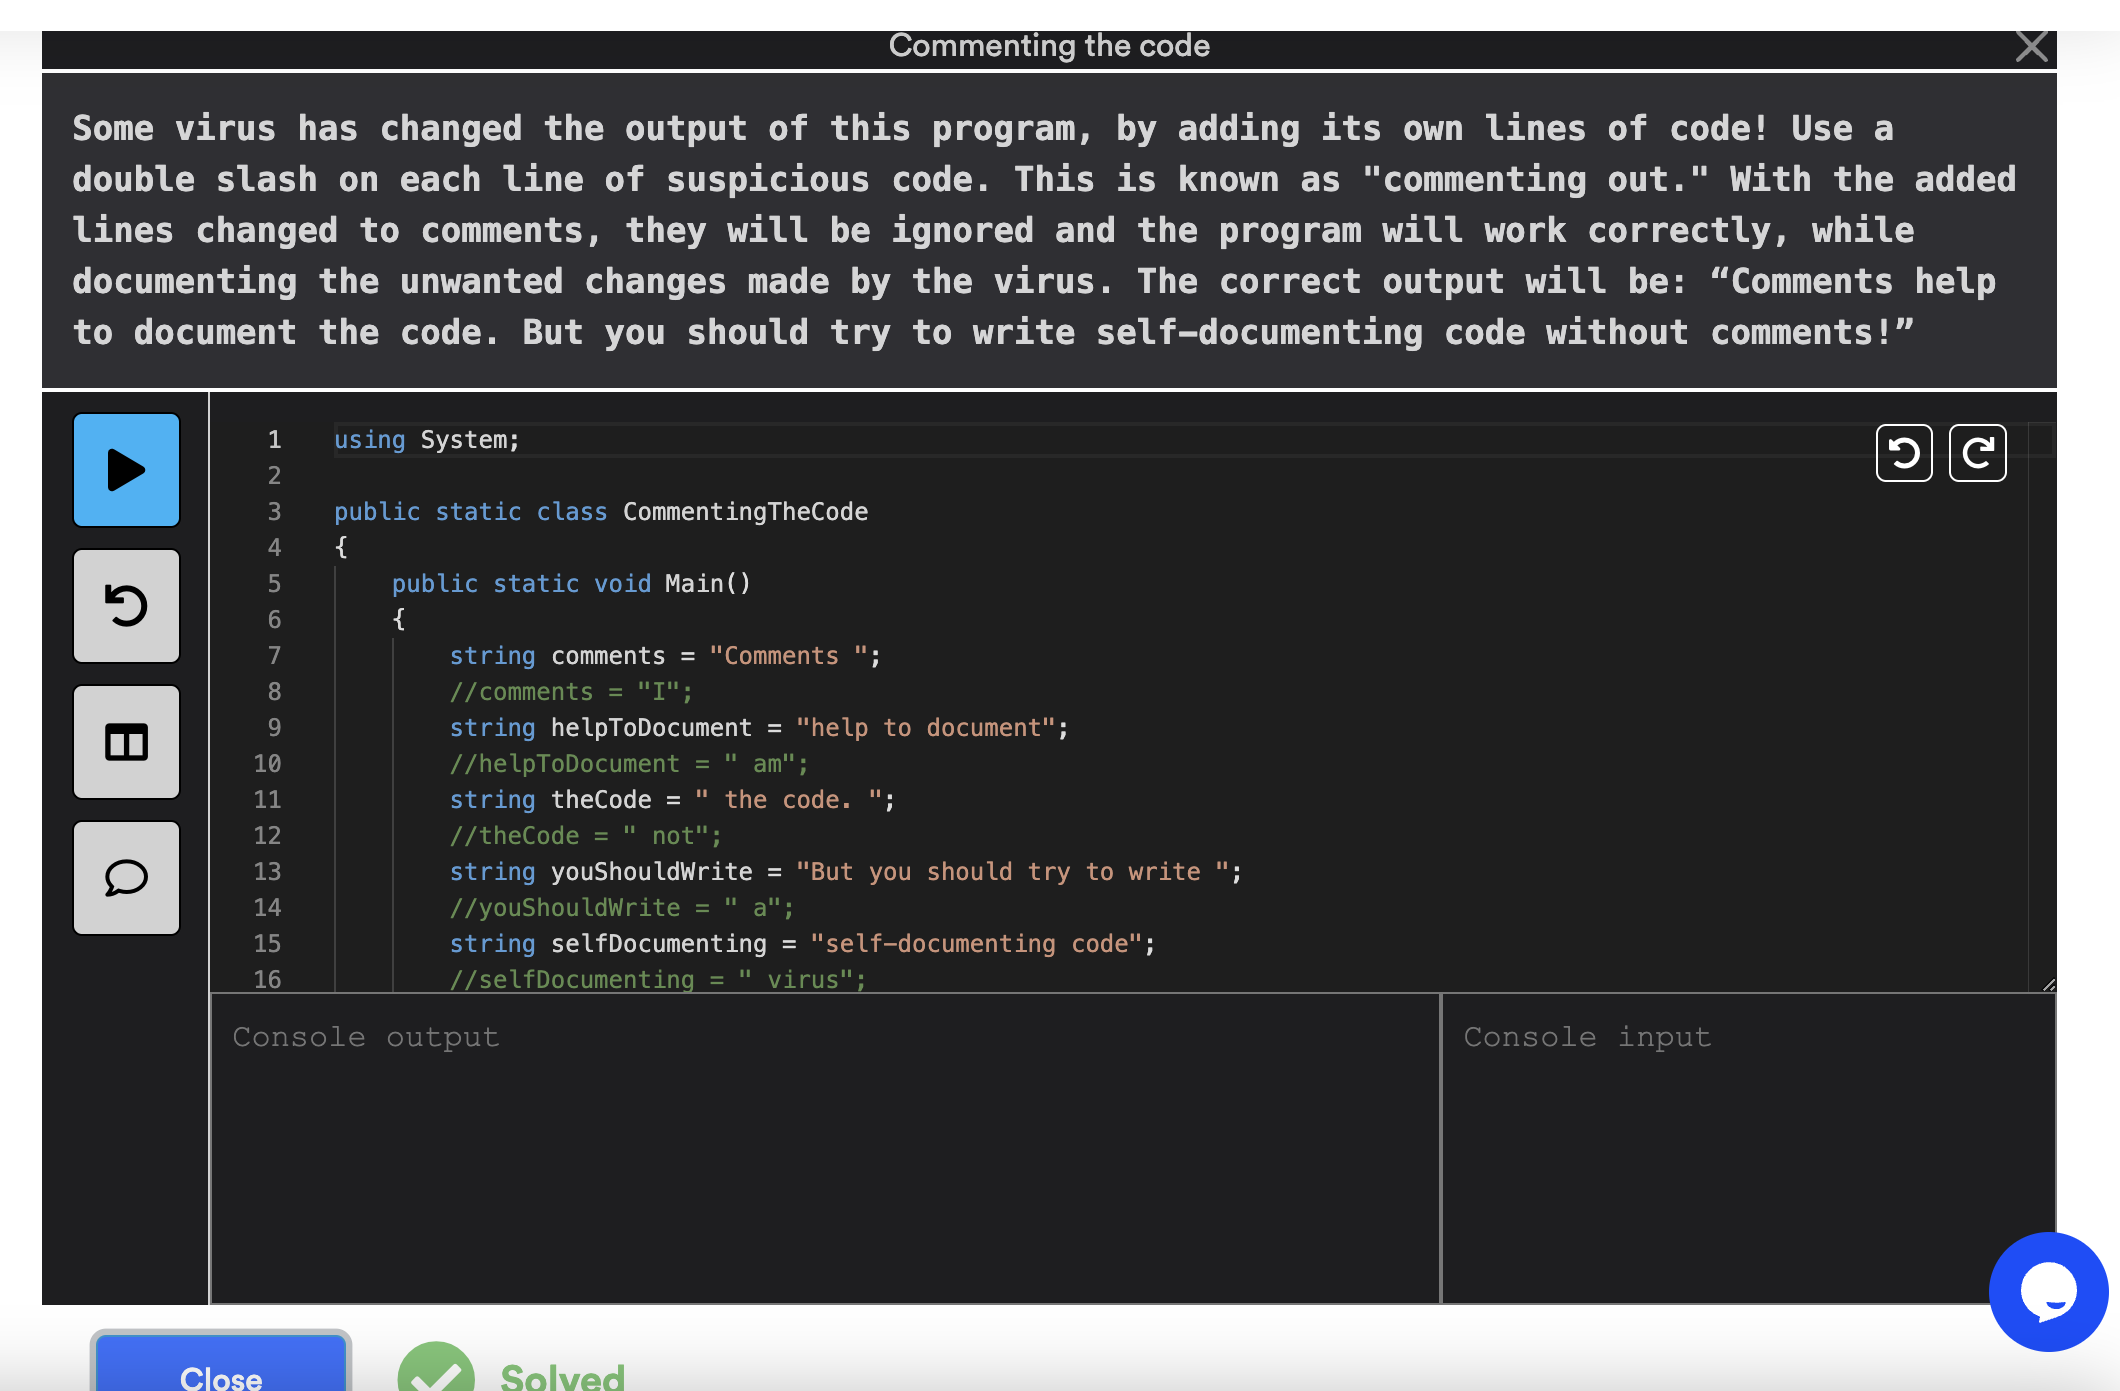 Commenting the code
Some virus has changed the output of this program, by adding its own lines of code! Use a
double slash on each line of suspicious code. This is known as "commenting out." With the added
lines changed to comments, they will be ignored and the program will work correctly, while
documenting the unwanted changes made by the virus. The correct output will be: “Comments help
to document the code. But you should try to write self-documenting code without comments!”
1 using System;
2
3 public static class CommentingTheCode
4 {
5 public static void Main()
6 {
7 string comments = "Comments ";
8 //comments = "I";
9 string helpToDocument = "help to document";
10 //helpToDocument = " am";
11 string theCode = " the code. ";
12 //theCode = " not";
13 string youShouldWrite = "But you should try to write ";
14 //youShouldWrite = " a";
15 string selfDocumenting = "self-documenting code";
16 //selfDocumenting = " virus";
Console output
Console input
Close
Solved